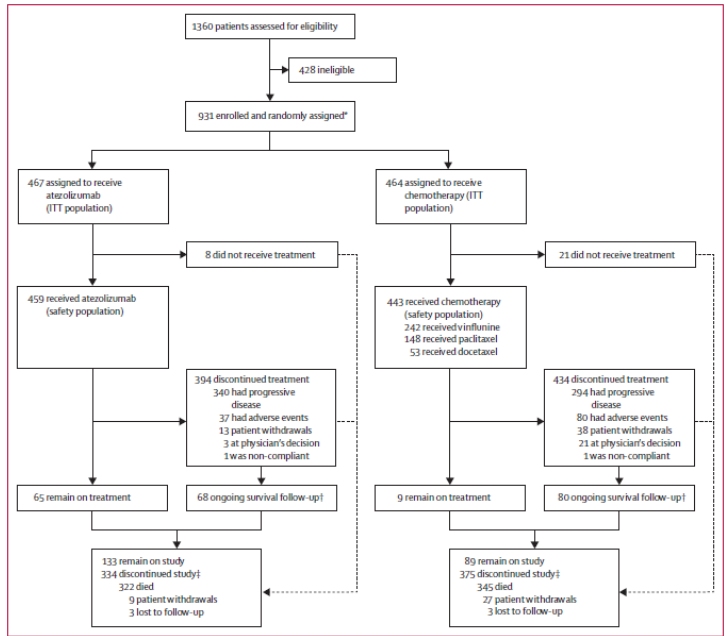 1360 patients assessed for eligibility
428 ineligible
931 enrolled and randomly assigned*
467 assigned to receive
atezolizumab
(ITT population)
464 assigned to receive
chemotherapy (ITT
population)
8 did not receive treatment
21 did not receive treatment
459 received atezolizumab
(safety population)
443 received chemotherapy
(safety population)
242 received vinflunine
148 received paclitaxel
53 received docetaxel
394 discontinued treatment
340 had progressive
disease
37 had adverse events
13 patient withdrawals
3 at physician's decision
1 was non-compliant
434 discontinued treatment
294 had progressive
disease
80 had adverse events
38 patient withdrawals
21 at physician's decision
1 was non-compliant
65 remain on treatment
68 ongoing survival follow-up†
9 remain on treatment
80 ongoing survival follow-up†
133 remain on study
334 discontinued study‡
322 died
9 patient withdrawals
3 lost to follow-up
89 remain on study
375 discontinued study‡
345 died
27 patient withdrawals
3 lost to follow-up